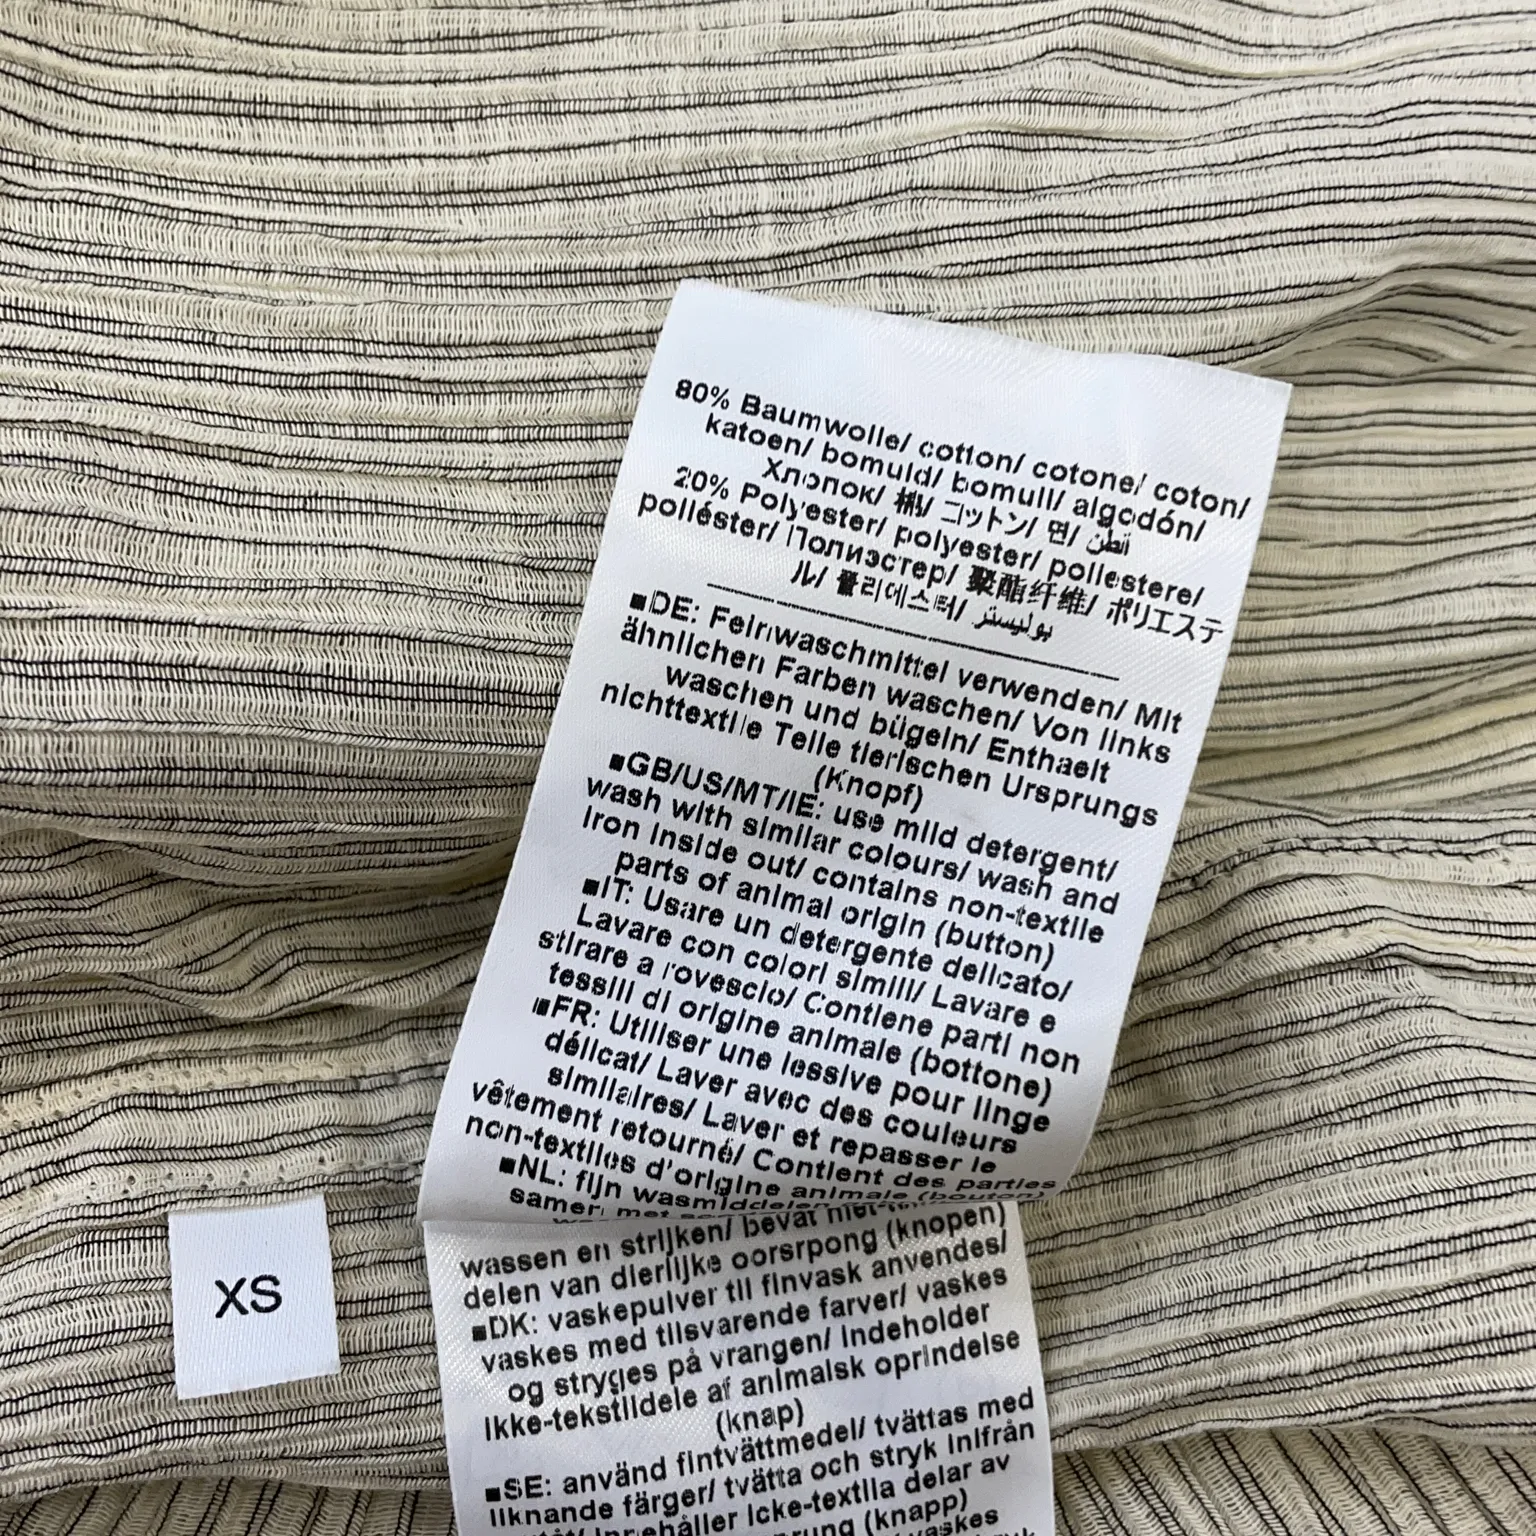 80% Baumwolle/ cotton/ cotone/ coton/
katoen/ bomuld/ bomull/ algodón/
Хлопок/ 棉/ コットン/ 면/ قطن
20% Polyester/ polyester/ poliestere/
poliéster/ Полиэстер/ 聚酯纤维/ ポリエステ
ル/ 폴리에스터/ بوليستر
■DE: Feinwaschmittel verwenden/ Mit
ähnlichen Farben waschen/ Von links
waschen und bügeln/ Enthaelt
nichttextile Teile tierischen Ursprungs
(Knopf)
■GB/US/MT/IE: use mild detergent/
wash with similar colours/ wash and
iron inside out/ contains non-textile
parts of animal origin (button)
■IT: Usare un detergente delicato/
Lavare con colori simili/ Lavare e
stirare a rovescio/ Contiene parti non
tessili di origine animale (bottone)
■FR: Utiliser une lessive pour linge
délicat/ Laver avec des couleurs
similaires/ Laver et repasser le
vêtement retourné/ Contient des parties
non-textiles d'origine animale (bouton)
■NL: fijn wasmiddelen
samen met
wassen en strijken/ bevat
delen van dierlijke oorsrpong (knopen)
■DK: vaskepulver til finvask anvendes/
vaskes med tilsvarende farver/ vaskes
og stryges på vrangen/ Indeholder
ikke-tekstildele af animalsk oprindelse
(knap)
■SE: använd fintvättmedel/ tvättas med
liknande färger/ tvätta och stryk inifrån
Innehåller icke-textila delar av
(knapp)
vaskes
XS